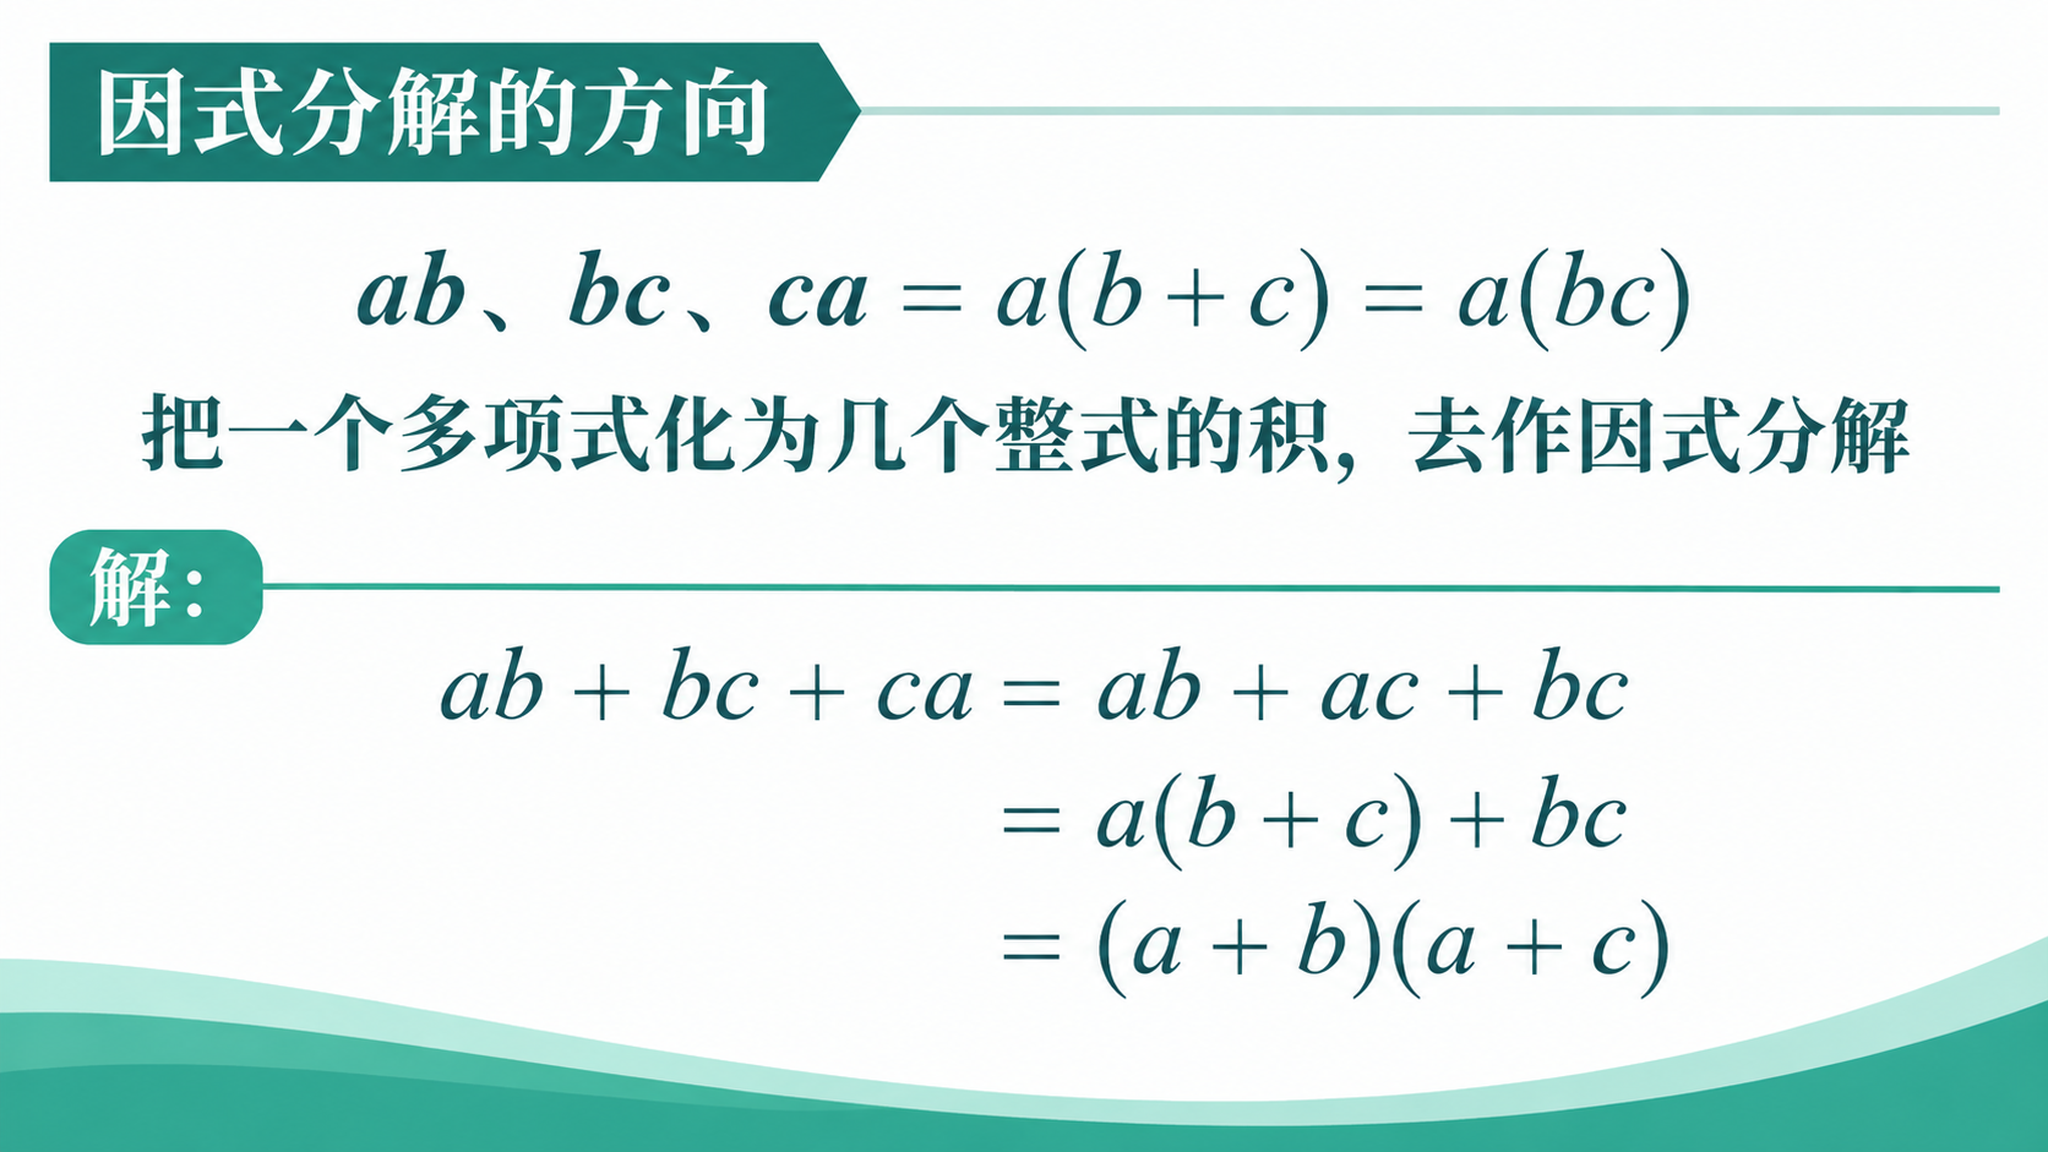 因式分解的方向
ab、bc、ca = a(b + c) = a(bc)
把一个多项式化为几个整式的积，去作因式分解
解：
ab + bc + ca = ab + ac + bc
= a(b + c) + bc
= (a + b)(a + c)